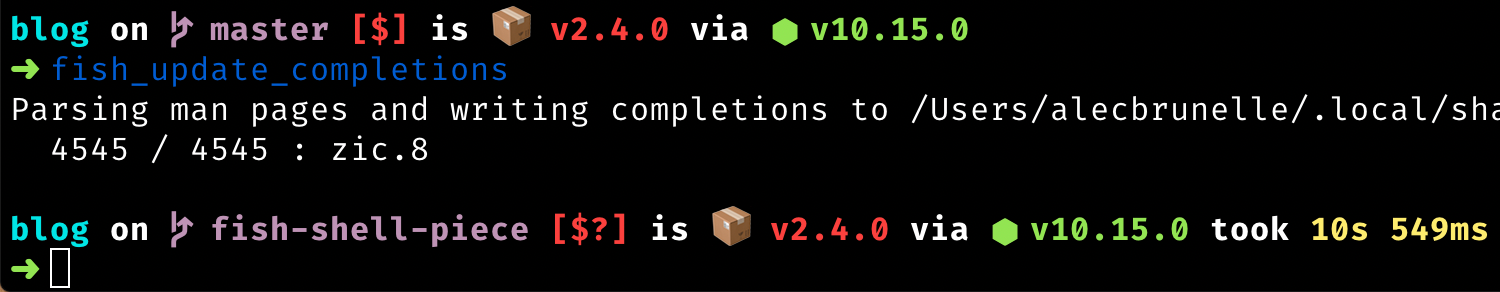 blog on master [$] is 📦 v2.4.0 via ⬢ v10.15.0
➜ fish_update_completions
Parsing man pages and writing completions to /Users/alecbrunelle/.local/sha
4545 / 4545 : zic.8
blog on fish-shell-piece [$?] is 📦 v2.4.0 via ⬢ v10.15.0 took 10s 549ms
➜